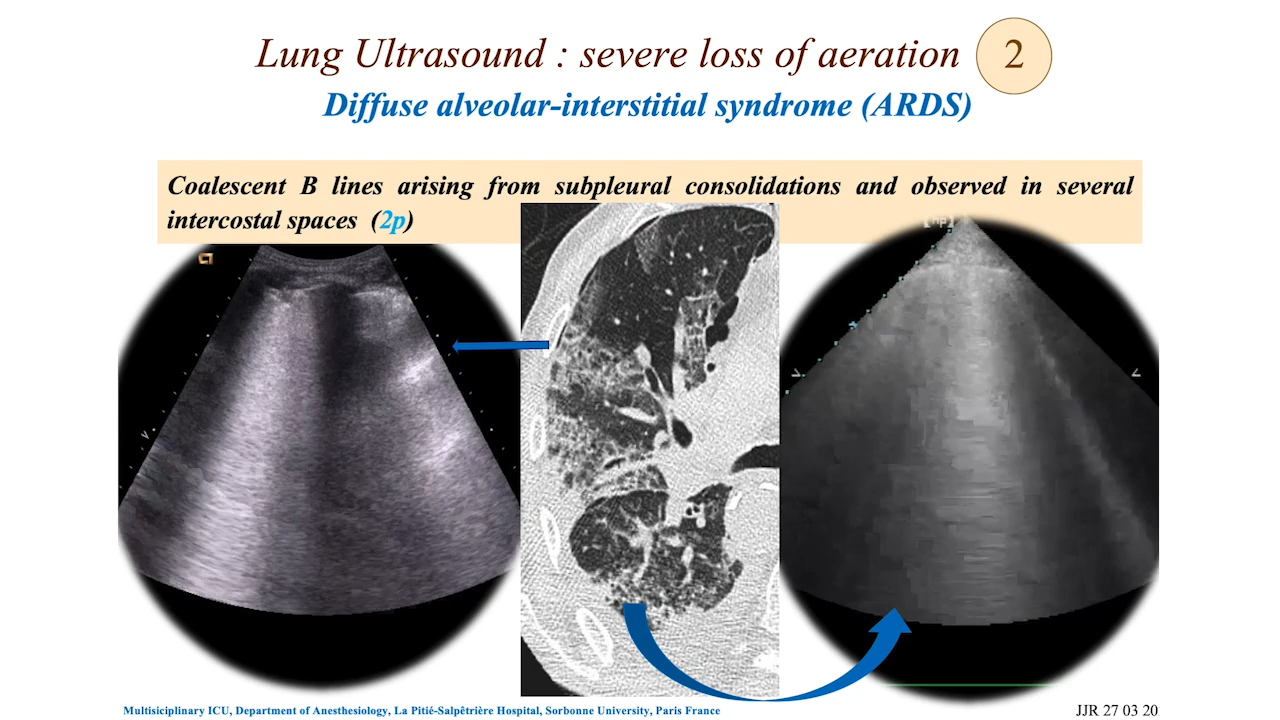 Lung Ultrasound : severe loss of aeration 2
Diffuse alveolar-interstitial syndrome (ARDS)
Coalescent B lines arising from subpleural consolidations and observed in several
intercostal spaces (2p)
Multisiciplinary ICU, Department of Anesthesiology, La Pitié-Salpêtrière Hospital, Sorbonne University, Paris France
JJR 27 03 20